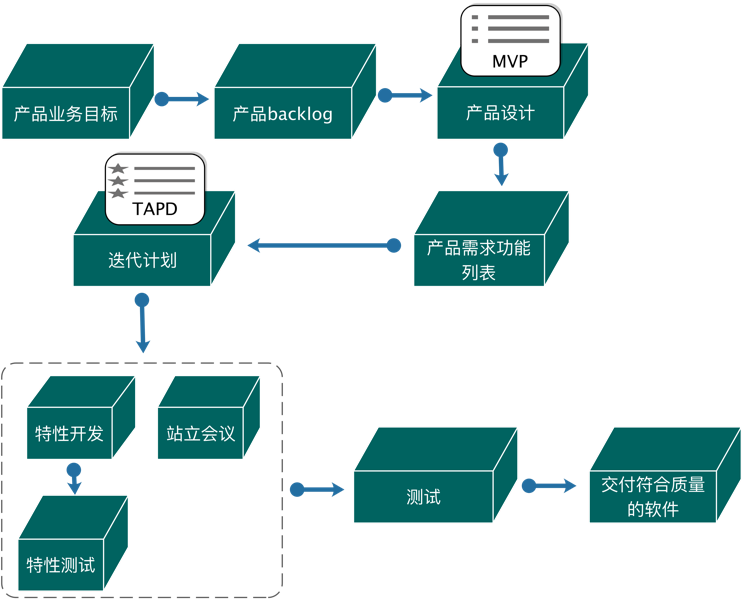 MVP
产品业务目标
产品backlog
产品设计
TAPD
迭代计划
产品需求功能
列表
特性开发
站立会议
特性测试
测试
交付符合质量
的软件